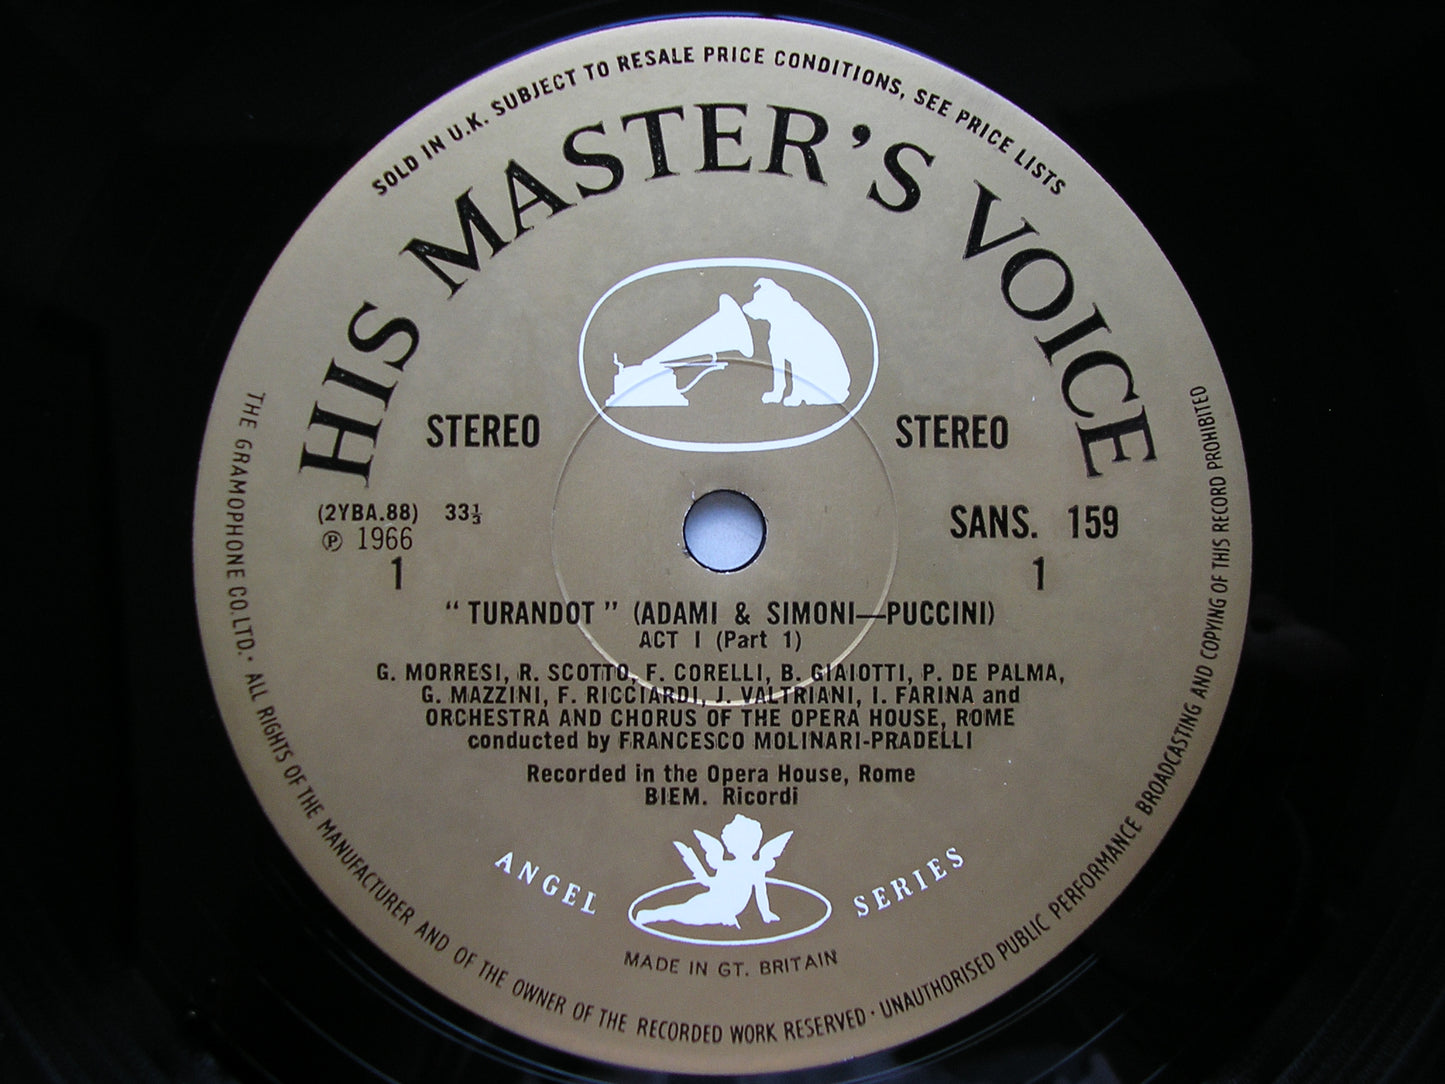 SOLD IN U.K. SUBJECT TO RESALE PRICE CONDITIONS, SEE PRICE LISTS
HIS MASTER'S VOICE
STEREO STEREO
(2YBA.88) 33⅓
℗ 1966
SANS. 159
1 1
“TURANDOT” (ADAMI & SIMONI—PUCCINI)
ACT I (Part 1)
G. MORRESI, R. SCOTTO, F. CORELLI, B. GIAIOTTI, P. DE PALMA,
G. MAZZINI, F. RICCIARDI, J. VALTRIANI, I. FARINA and
ORCHESTRA AND CHORUS OF THE OPERA HOUSE, ROME
conducted by FRANCESCO MOLINARI-PRADELLI
Recorded in the Opera House, Rome
BIEM. Ricordi
ANGEL SERIES
MADE IN GT. BRITAIN
THE GRAMOPHONE CO. LTD. · ALL RIGHTS OF THE MANUFACTURER AND OF THE OWNER OF THE RECORDED WORK RESERVED · UNAUTHORISED PUBLIC PERFORMANCE BROADCASTING AND COPYING OF THIS RECORD PROHIBITED